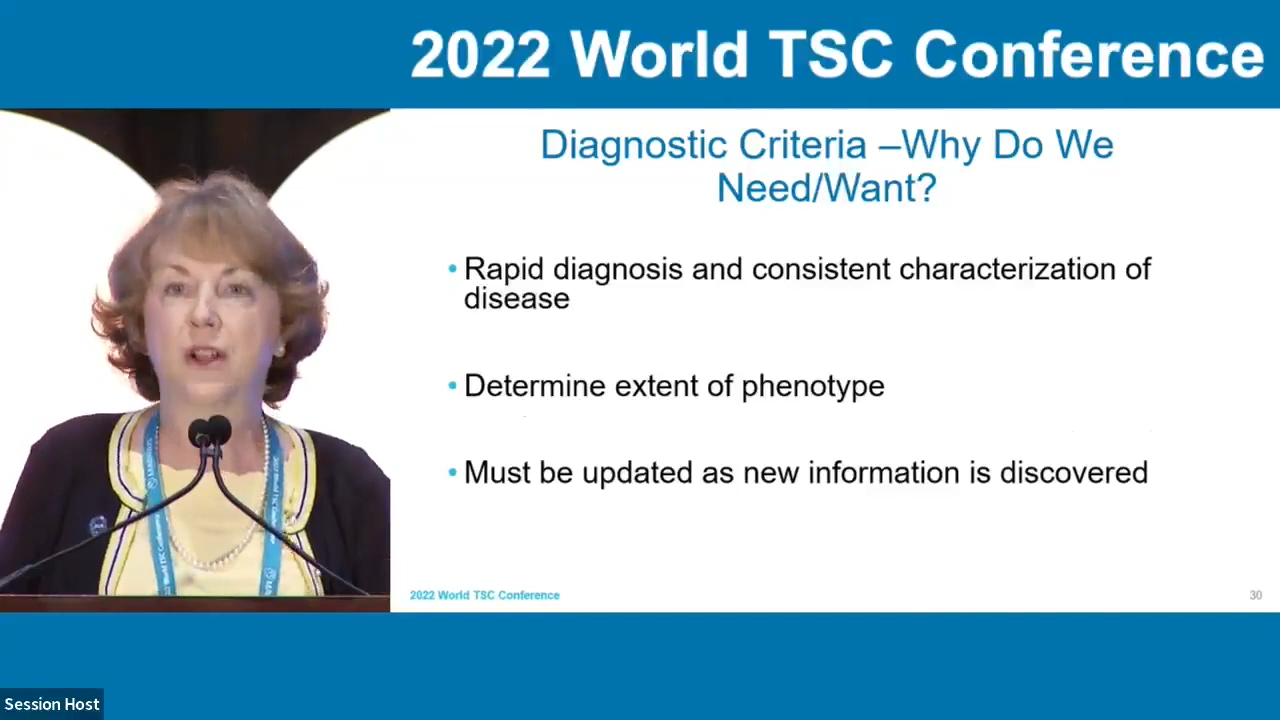 2022 World TSC Conference
Diagnostic Criteria –Why Do We
Need/Want?
• Rapid diagnosis and consistent characterization of
disease
• Determine extent of phenotype
• Must be updated as new information is discovered
2022 World TSC Conference
30
Session Host